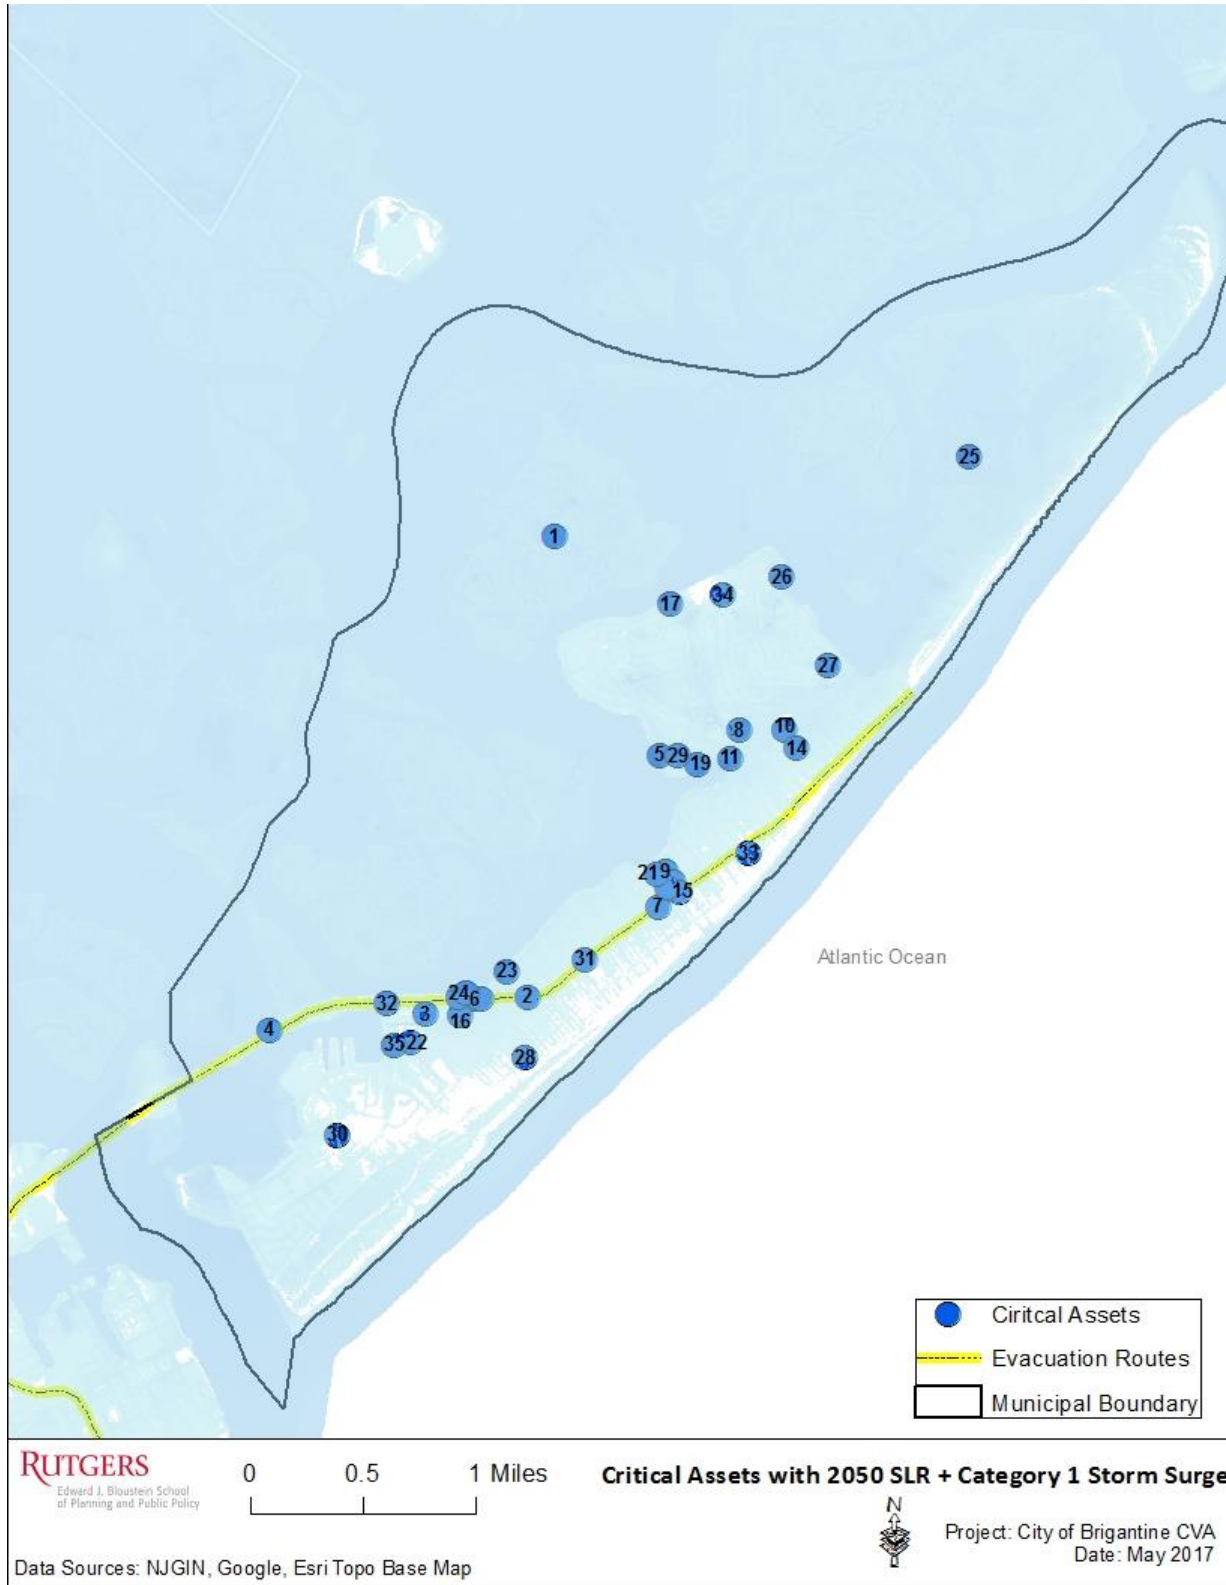 25
1
26
34
17
27
8
10
14
5
29
19
11
33
21
9
15
7
31
23
24
6
2
32
3
16
4
35
22
28
30
Atlantic Ocean
Ciritcal Assets
Evacuation Routes
Municipal Boundary
RUTGERS
Edward J. Bloustein School
of Planning and Public Policy
0 0.5 1 Miles
Critical Assets with 2050 SLR + Category 1 Storm Surge
N
Project: City of Brigantine CVA
Date: May 2017
Data Sources: NJGIN, Google, Esri Topo Base Map